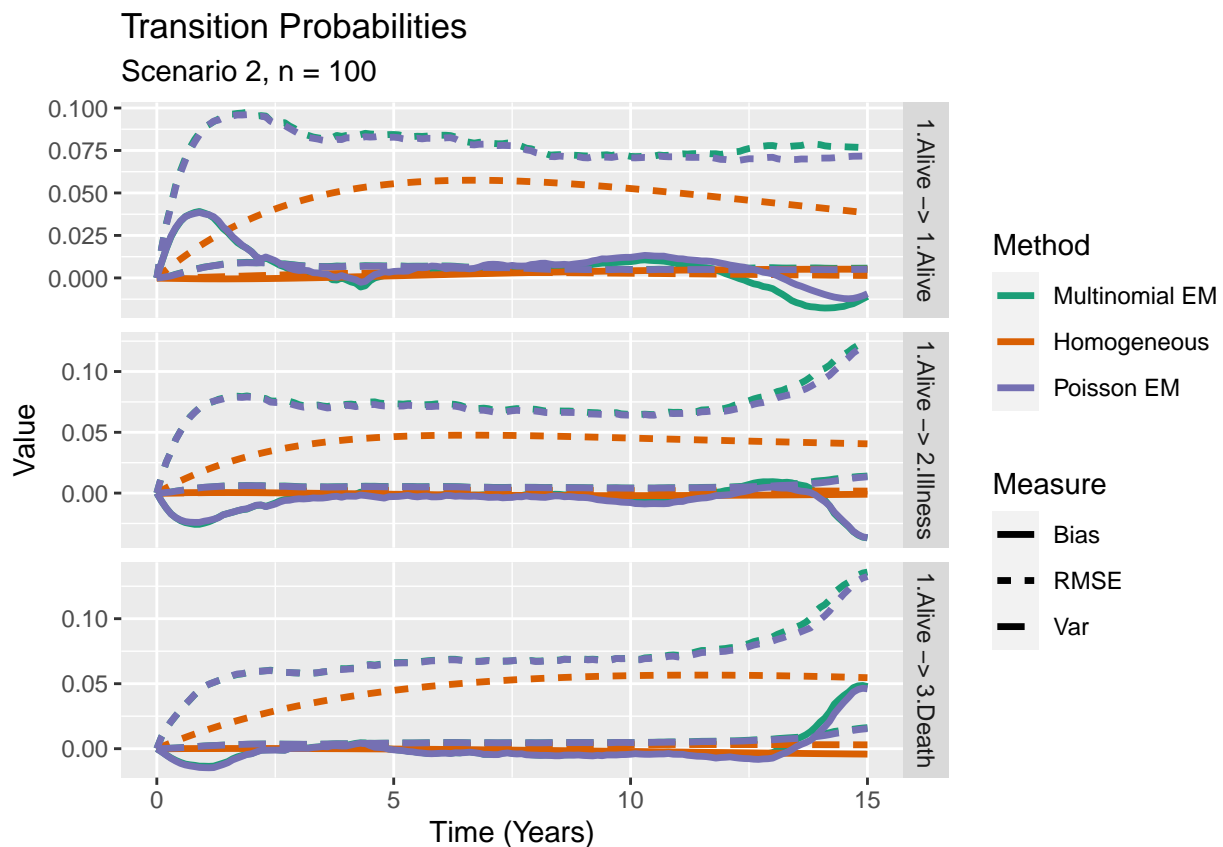 Transition Probabilities
Scenario 2, n = 100
0.100
0.075
0.050
0.025
0.000
1.Alive −> 1.Alive
0.10
0.05
0.00
1.Alive −> 2.Illness
0.10
0.05
0.00
1.Alive −> 3.Death
0
5
10
15
Time (Years)
Value
Method
Multinomial EM
Homogeneous
Poisson EM
Measure
Bias
RMSE
Var